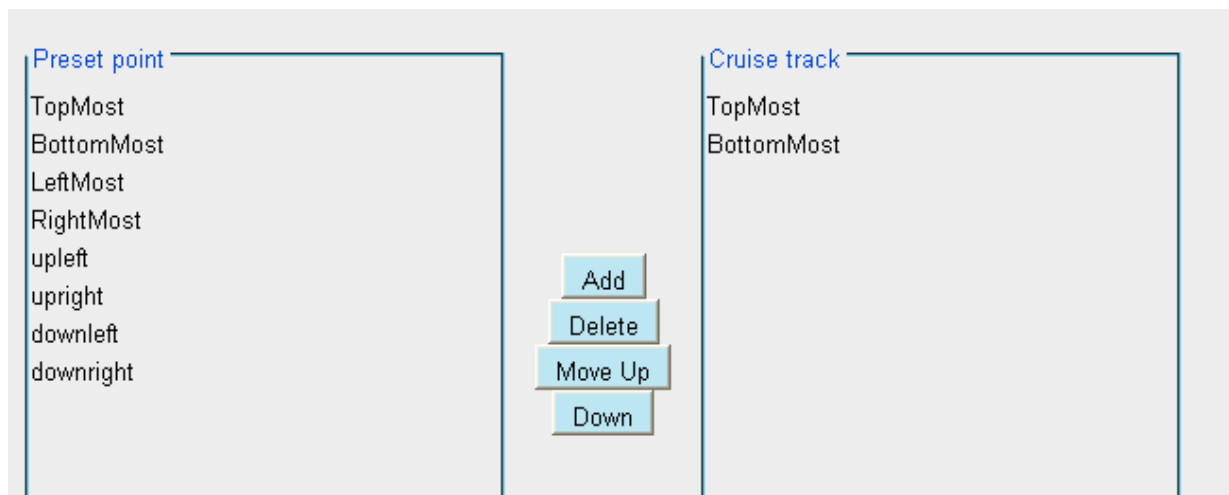 Preset point
TopMost
BottomMost
LeftMost
RightMost
upleft
upright
downleft
downright
Add
Delete
Move Up
Down
Cruise track
TopMost
BottomMost